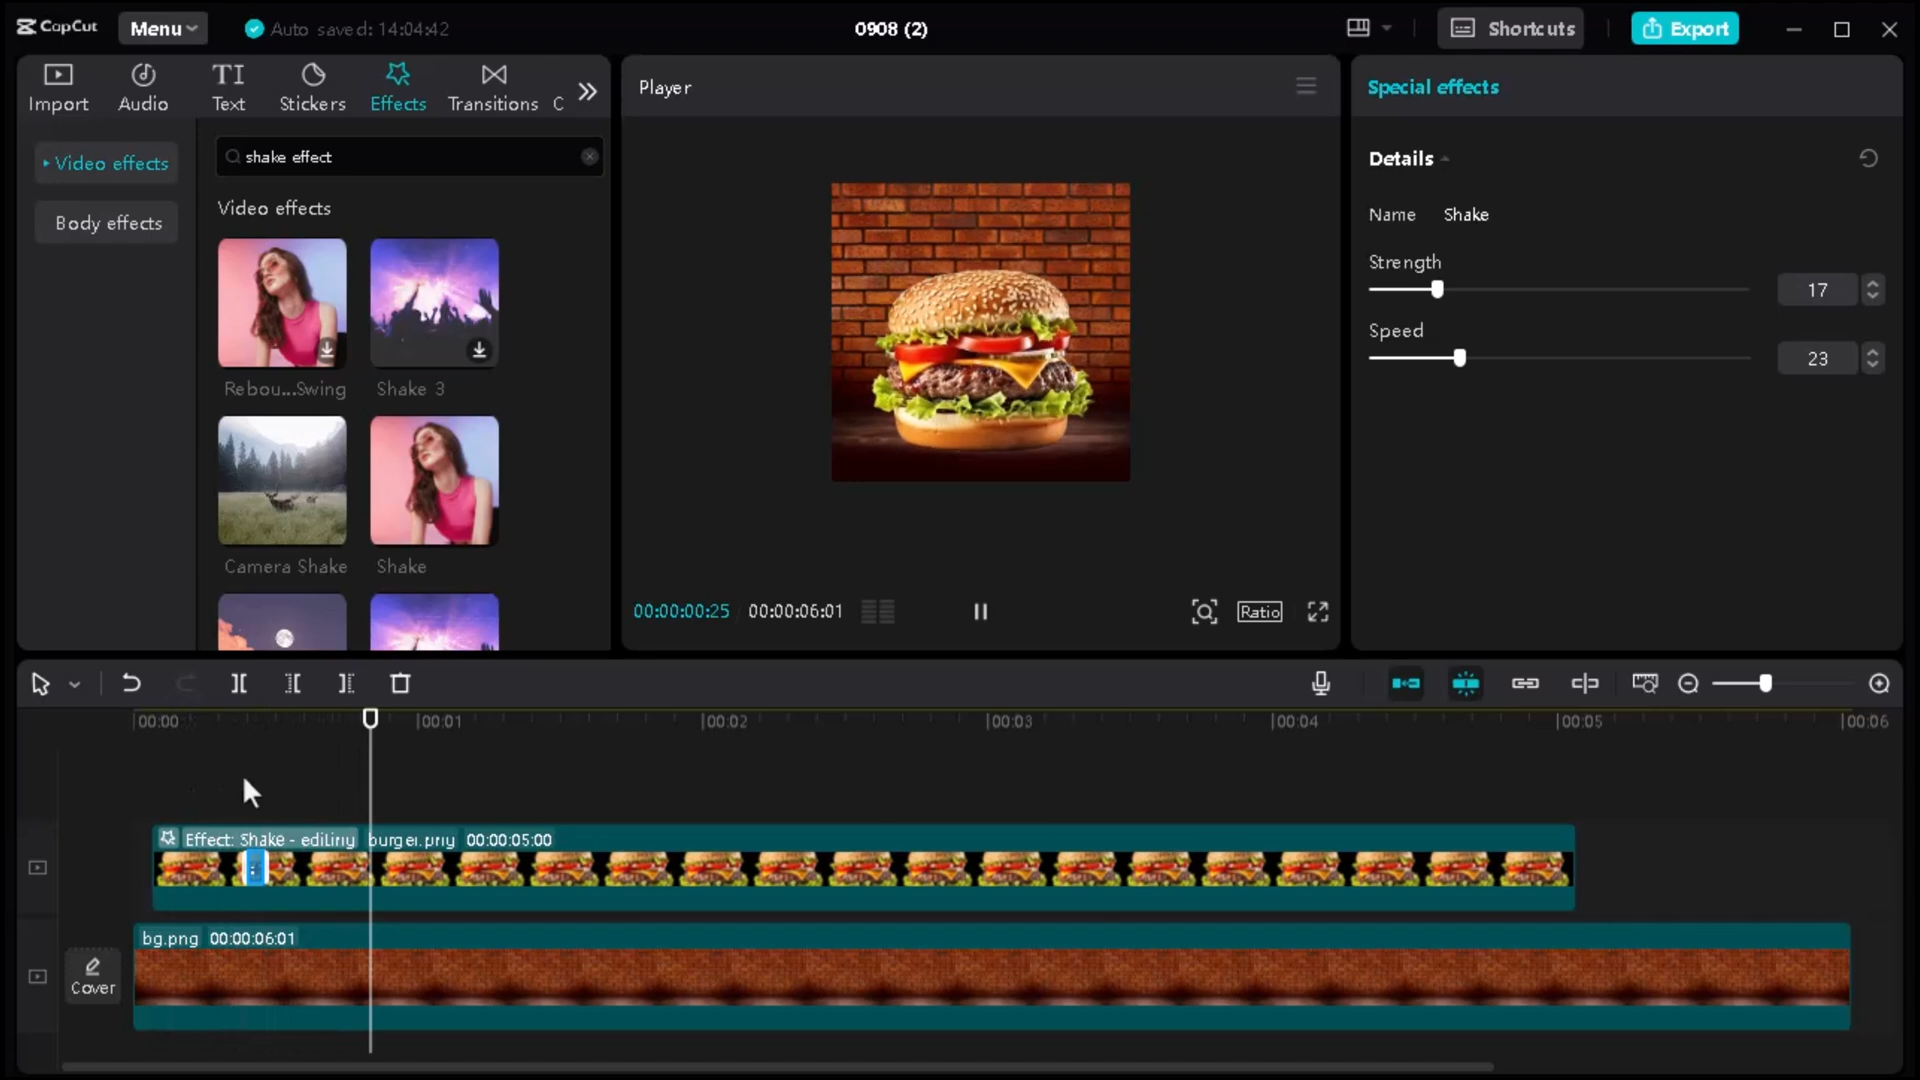 CapCut
Menu
Auto saved: 14:04:42
0908 (2)
Shortcuts
Export
Import
Audio
TI
Text
Stickers
Effects
Transitions
C
Player
Special effects
Video effects
Body effects
shake effect
Video effects
Rebou...Swing
Shake 3
Camera Shake
Shake
Details
Name Shake
Strength
17
Speed
23
00:00:00:25 00:00:06:01
Ratio
00:00 00:01 00:02 00:03 00:04 00:05 00:06
Effect: Shake - editing burger.png 00:00:05:00
bg.png 00:00:06:01
Cover